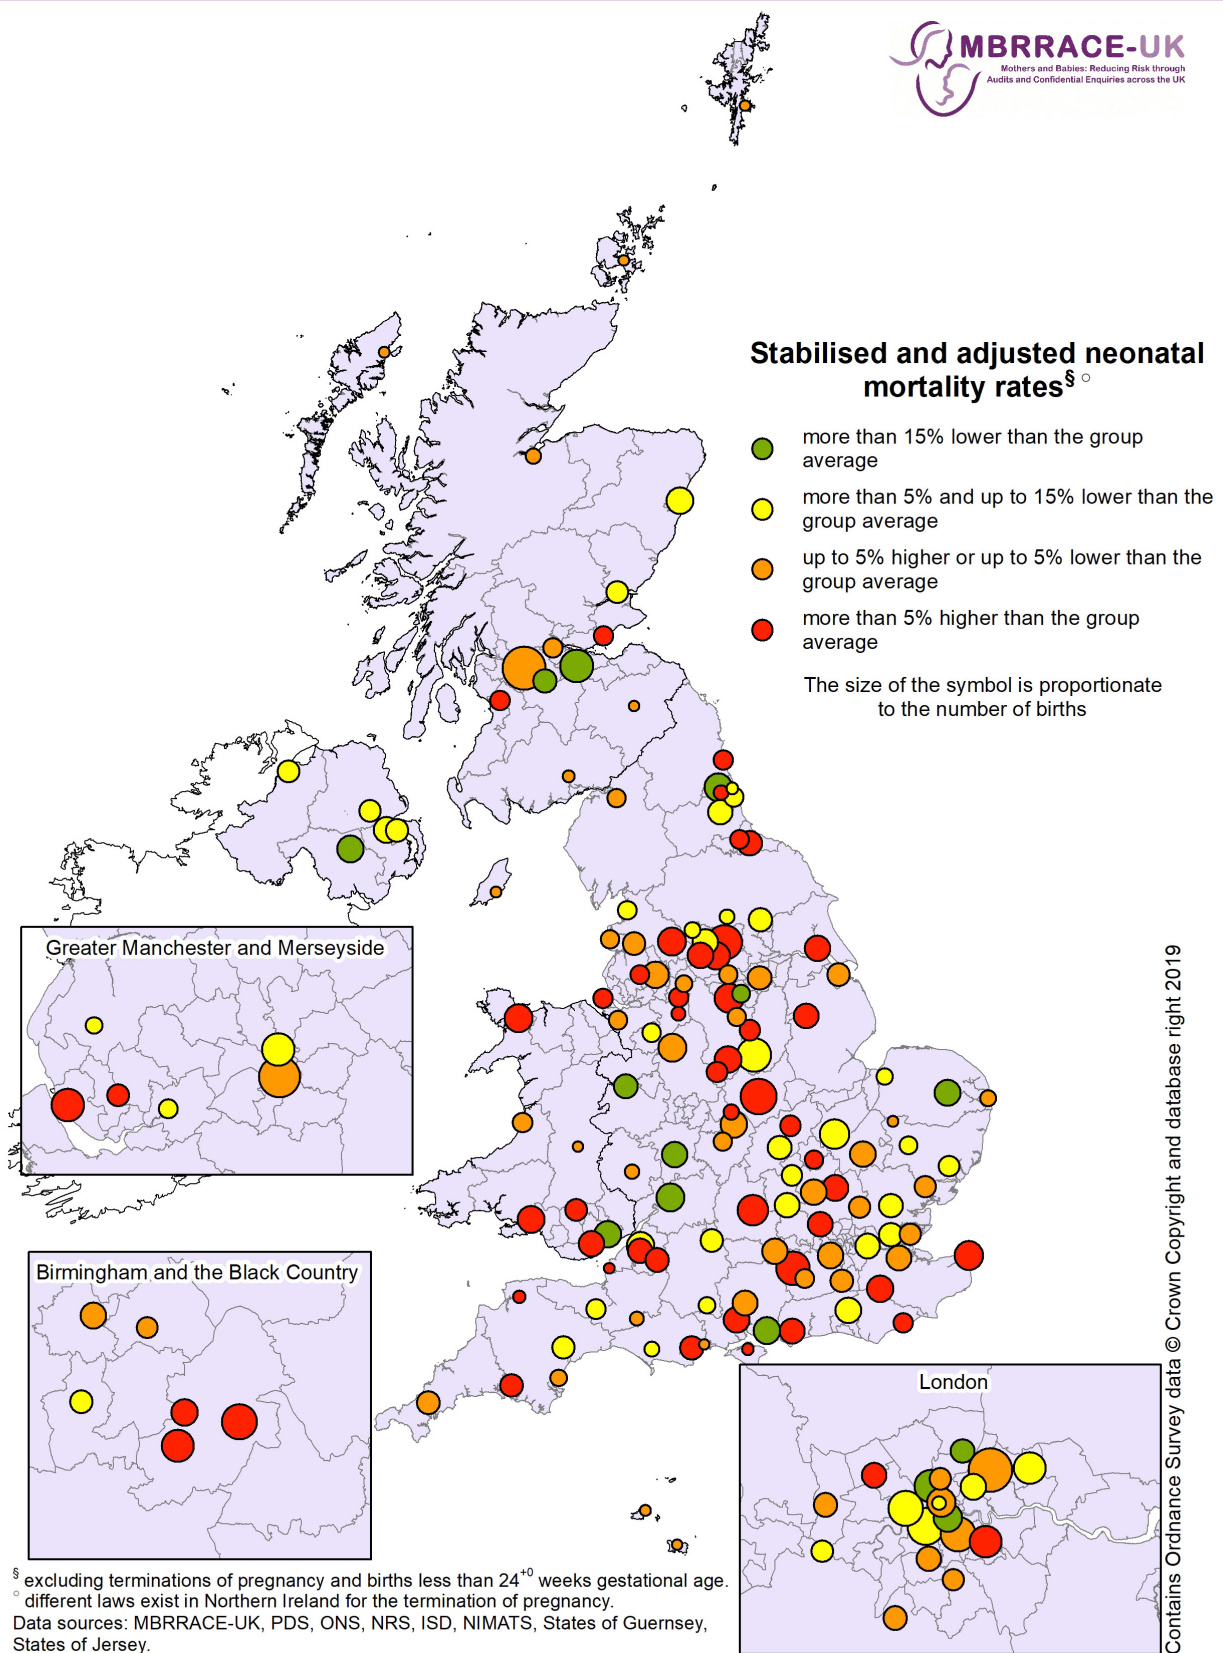 MBRRACE-UK
Mothers and Babies: Reducing Risk through
Audits and Confidential Enquiries across the UK
Stabilised and adjusted neonatal
mortality rates§ ○
more than 15% lower than the group
average
more than 5% and up to 15% lower than the
group average
up to 5% higher or up to 5% lower than the
group average
more than 5% higher than the group
average
The size of the symbol is proportionate
to the number of births
Greater Manchester and Merseyside
Birmingham and the Black Country
London
§ excluding terminations of pregnancy and births less than 24+0 weeks gestational age.
○ different laws exist in Northern Ireland for the termination of pregnancy.
Data sources: MBRRACE-UK, PDS, ONS, NRS, ISD, NIMATS, States of Guernsey,
States of Jersey.
Contains Ordnance Survey data © Crown Copyright and database right 2019